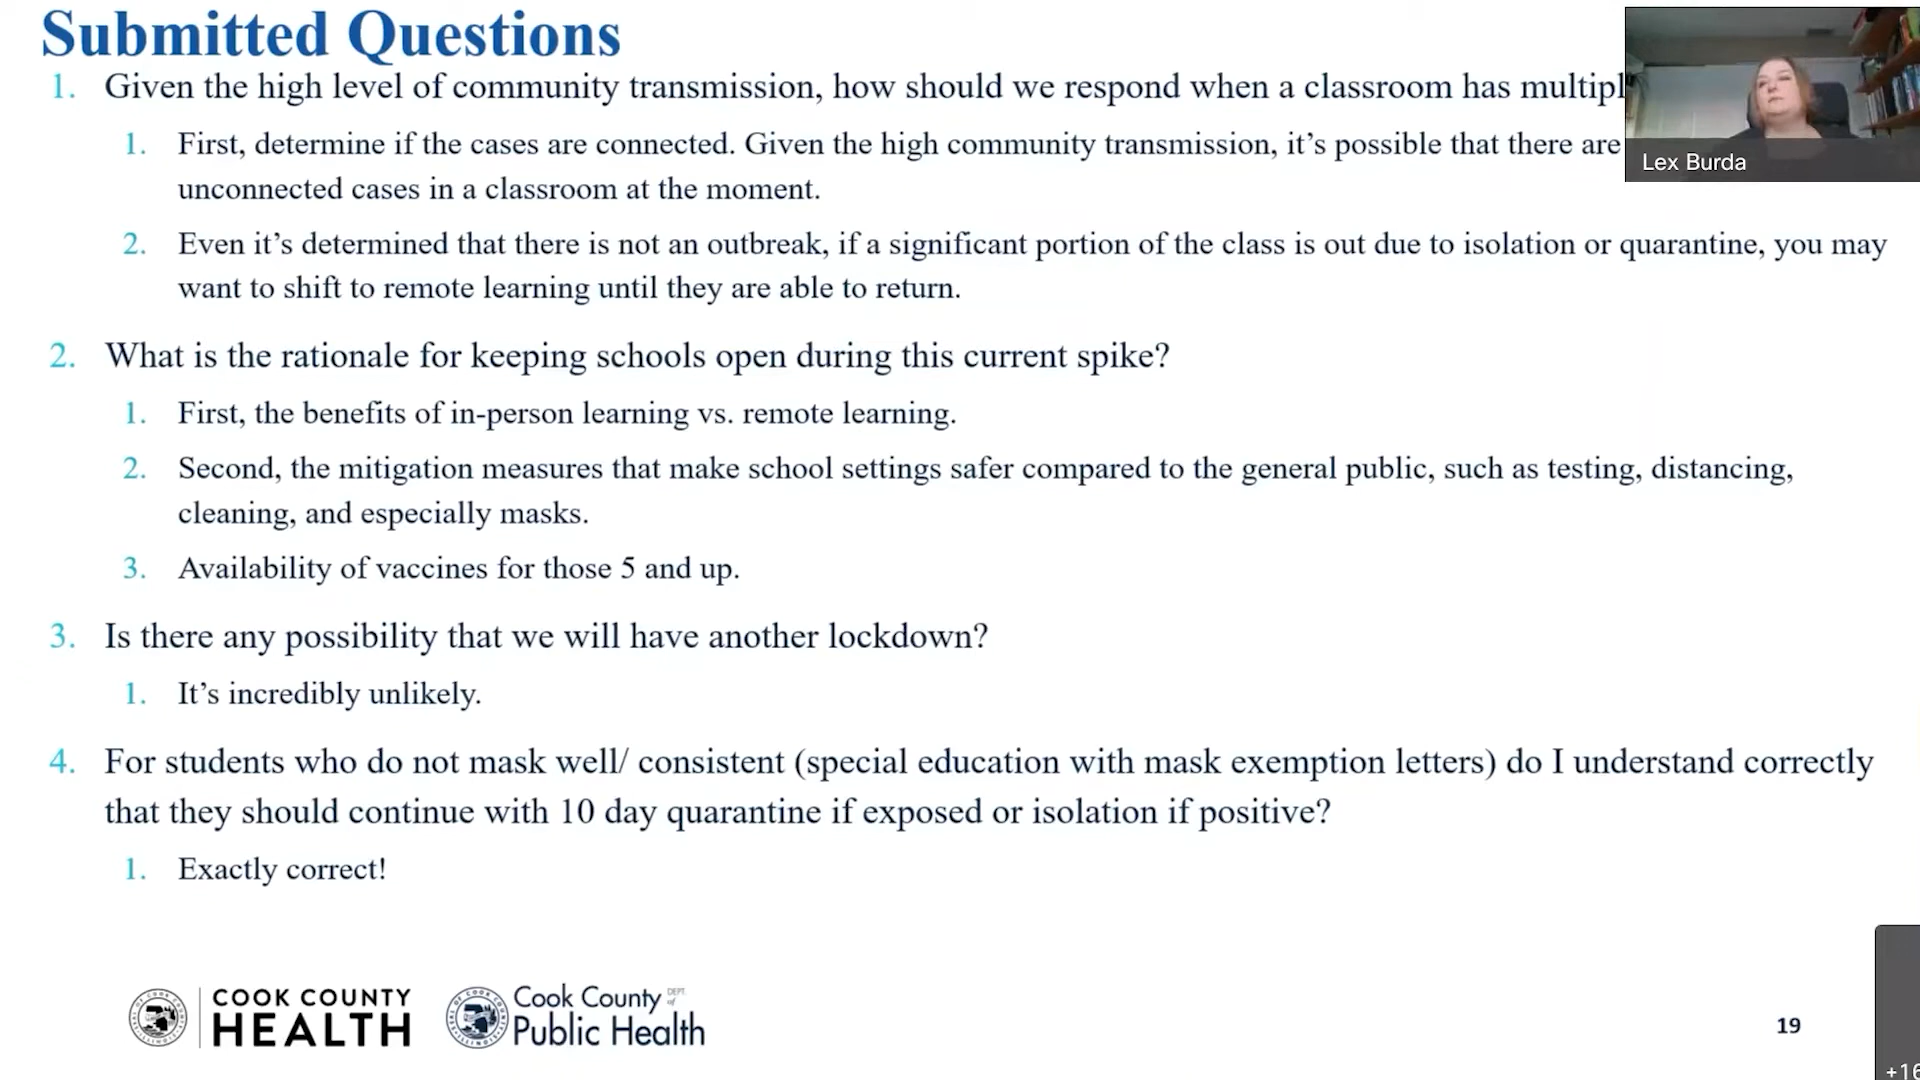 Submitted Questions
1. Given the high level of community transmission, how should we respond when a classroom has
Lex Burda
1. First, determine if the cases are connected. Given the high community transmission, it's possible that there are
unconnected cases in a classroom at the moment.
2. Even it's determined that there is not an outbreak, if a significant portion of the class is out due to isolation or quarantine, you may
want to shift to remote learning until they are able to return.
2. What is the rationale for keeping schools open during this current spike?
1. First, the benefits of in-person learning vs. remote learning.
2. Second, the mitigation measures that make school settings safer compared to the general public, such as testing, distancing,
cleaning, and especially masks.
3. Availability of vaccines for those 5 and up.
3. Is there any possibility that we will have another lockdown?
1. It's incredibly unlikely.
4. For students who do not mask well/ consistent (special education with mask exemption letters) do I understand correctly
that they should continue with 10 day quarantine if exposed or isolation if positive?
1. Exactly correct!
COOK COUNTY
HEALTH
Cook County DEPT. of
Public Health
19
+16